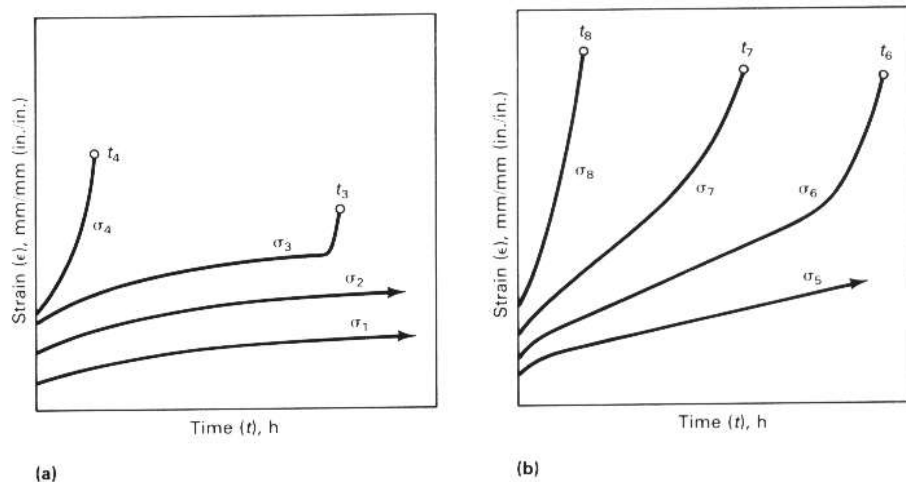 Strain (ϵ), mm/mm (in./in.)
t₄
σ₄
t₃
σ₃
σ₂
σ₁
Time (t), h
(a)
Strain (ϵ), mm/mm (in./in.)
t₈
t₇
t₆
σ₈
σ₇
σ₆
σ₅
Time (t), h
(b)